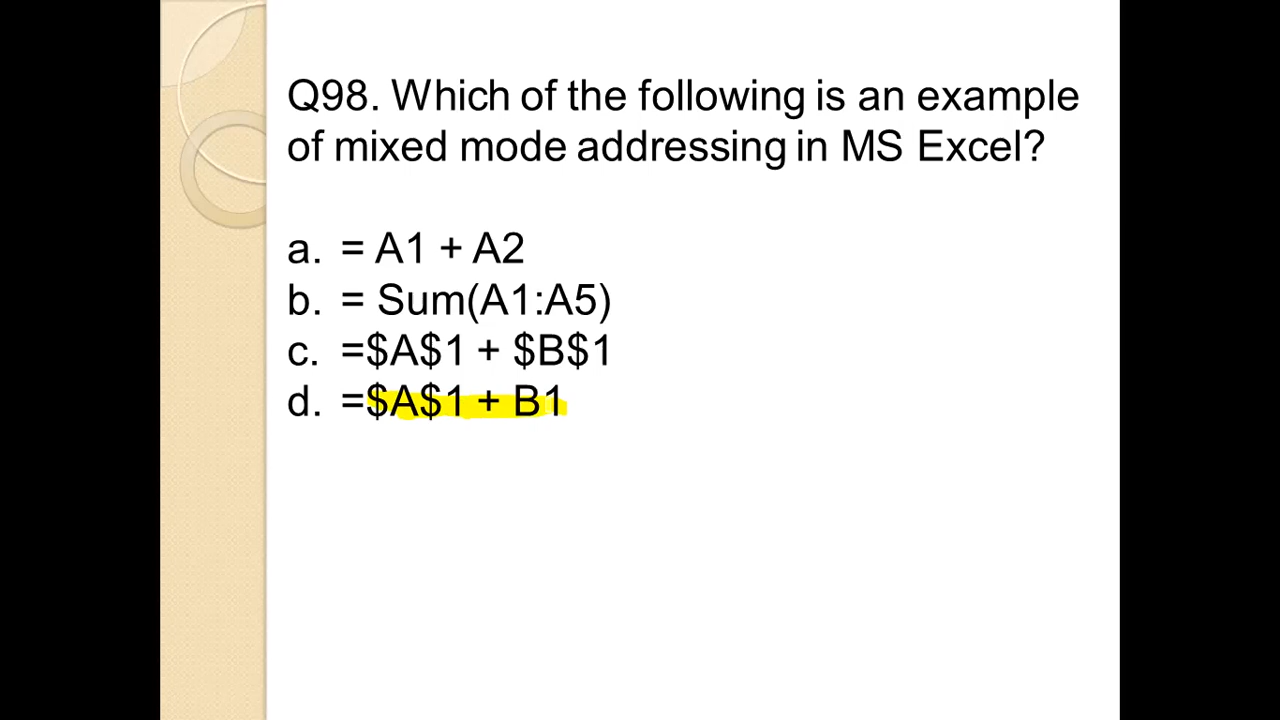 Q98. Which of the following is an example
of mixed mode addressing in MS Excel?
a. = A1 + A2
b. = Sum(A1:A5)
c. =$A$1 + $B$1
d. =$A$1 + B1